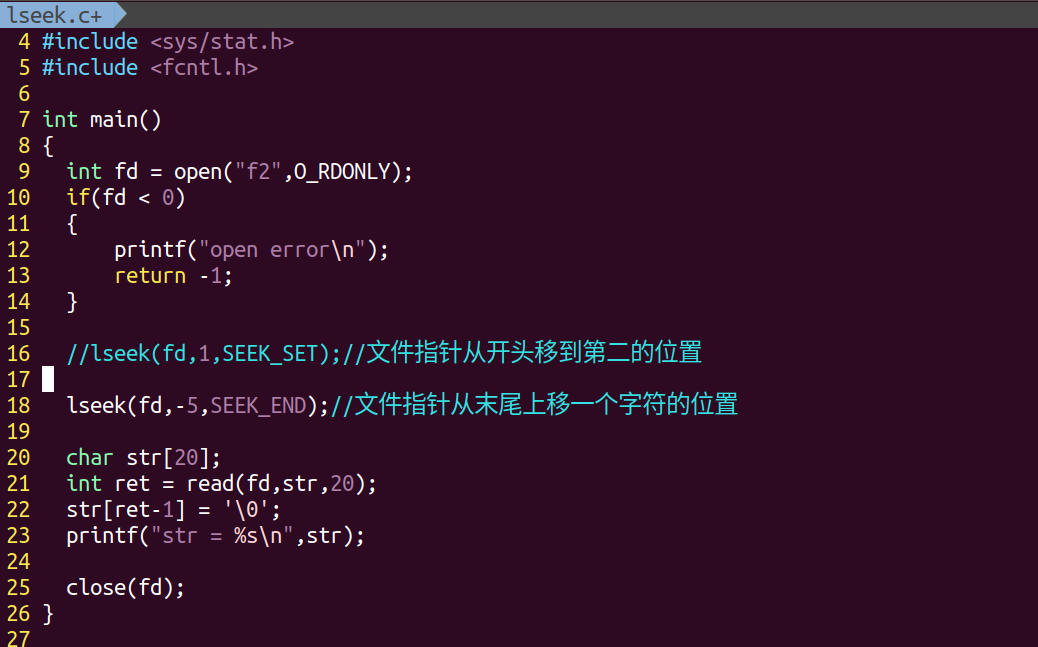 lseek.c+
4 #include <sys/stat.h>
5 #include <fcntl.h>
6
7 int main()
8 {
9   int fd = open("f2",O_RDONLY);
10   if(fd < 0)
11   {
12       printf("open error\n");
13       return -1;
14   }
15
16   //lseek(fd,1,SEEK_SET);//文件指针从开头移到第二的位置
17
18   lseek(fd,-5,SEEK_END);//文件指针从末尾上移一个字符的位置
19
20   char str[20];
21   int ret = read(fd,str,20);
22   str[ret-1] = '\0';
23   printf("str = %s\n",str);
24
25   close(fd);
26 }
27